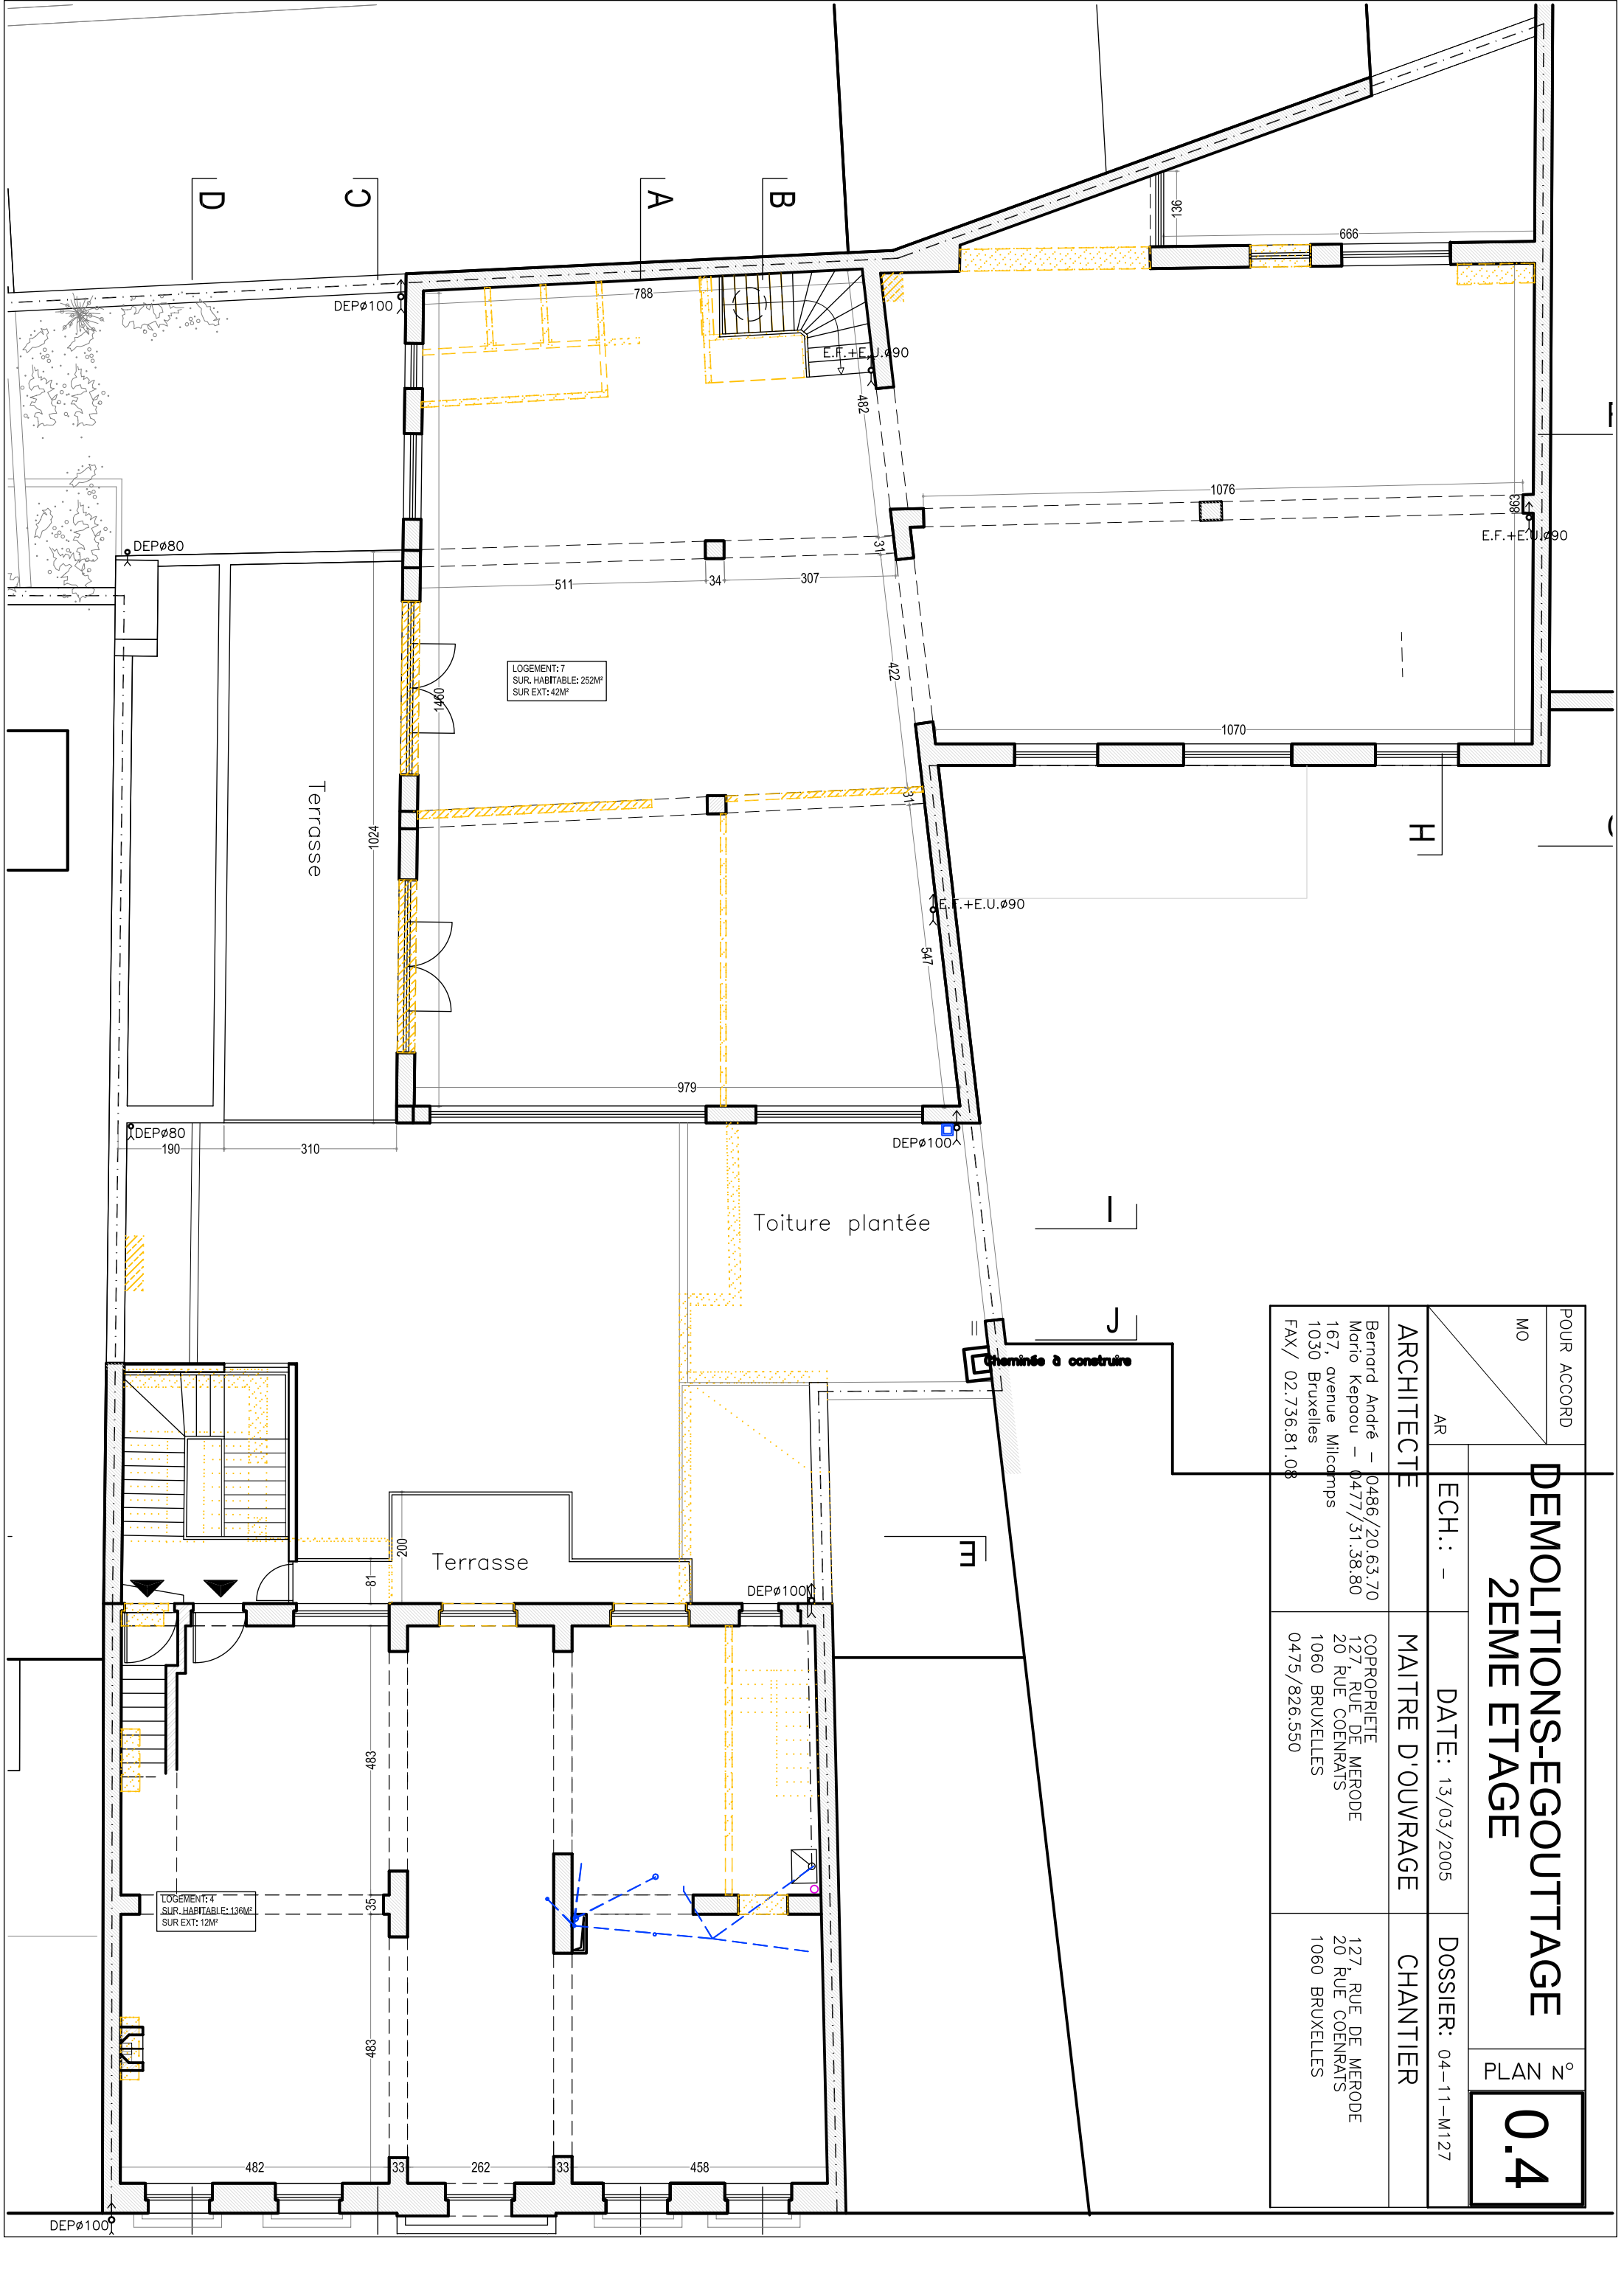 D
C
A
B
136
666
788
DEPø100
E.F.+E.U.ø90
482
1076
863
E.F.+E.U.ø90
DEPø80
511
34
307
31
LOGEMENT: 7
SUR. HABITABLE: 252M²
SUR EXT: 42M²
422
1460
1070
Terrasse
1024
31
H
E.F.+E.U.ø90
547
979
DEPø80
DEPø100
190
310
Toiture plantée
I
J
Cheminée à construire
200
81
Terrasse
E
DEPø100
483
35
LOGEMENT: 4
SUR. HABITABLE: 136M²
SUR EXT: 12M²
483
482
33
262
33
458
DEPø100
POUR ACCORD
MO
AR
DEMOLITIONS-EGOUTTAGE
2EME ETAGE
PLAN N°
0.4
ECH.: -
DATE: 13/03/2005
DOSSIER: 04-11-M127
ARCHITECTE
Bernard André - 0486/20.63.70
Mario Kepaou - 0477/31.38.80
167, avenue Milcamps
1030 Bruxelles
FAX/ 02.736.81.08
MAITRE D'OUVRAGE
COPROPRIETE
127, RUE DE MERODE
20 RUE COENRATS
1060 BRUXELLES
0475/826.550
CHANTIER
127, RUE DE MERODE
20 RUE COENRATS
1060 BRUXELLES